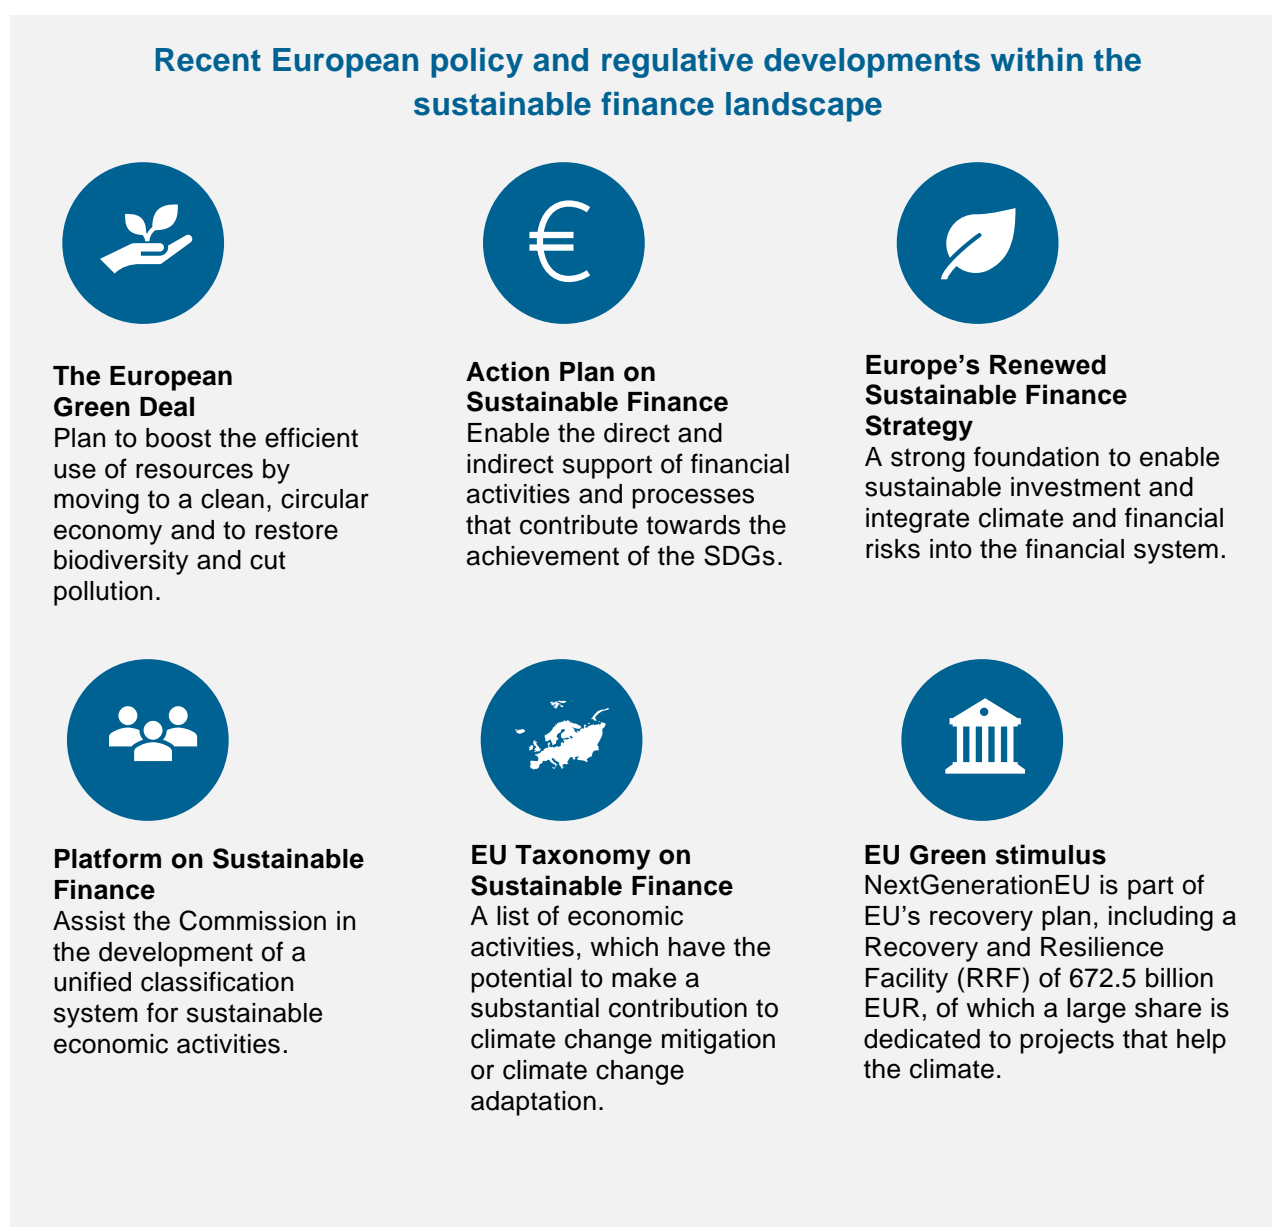 Recent European policy and regulative developments within the
sustainable finance landscape
The European
Green Deal
Plan to boost the efficient
use of resources by
moving to a clean, circular
economy and to restore
biodiversity and cut
pollution.
Action Plan on
Sustainable Finance
Enable the direct and
indirect support of financial
activities and processes
that contribute towards the
achievement of the SDGs.
Europe’s Renewed
Sustainable Finance
Strategy
A strong foundation to enable
sustainable investment and
integrate climate and financial
risks into the financial system.
Platform on Sustainable
Finance
Assist the Commission in
the development of a
unified classification
system for sustainable
economic activities.
EU Taxonomy on
Sustainable Finance
A list of economic
activities, which have the
potential to make a
substantial contribution to
climate change mitigation
or climate change
adaptation.
EU Green stimulus
NextGenerationEU is part of
EU’s recovery plan, including a
Recovery and Resilience
Facility (RRF) of 672.5 billion
EUR, of which a large share is
dedicated to projects that help
the climate.